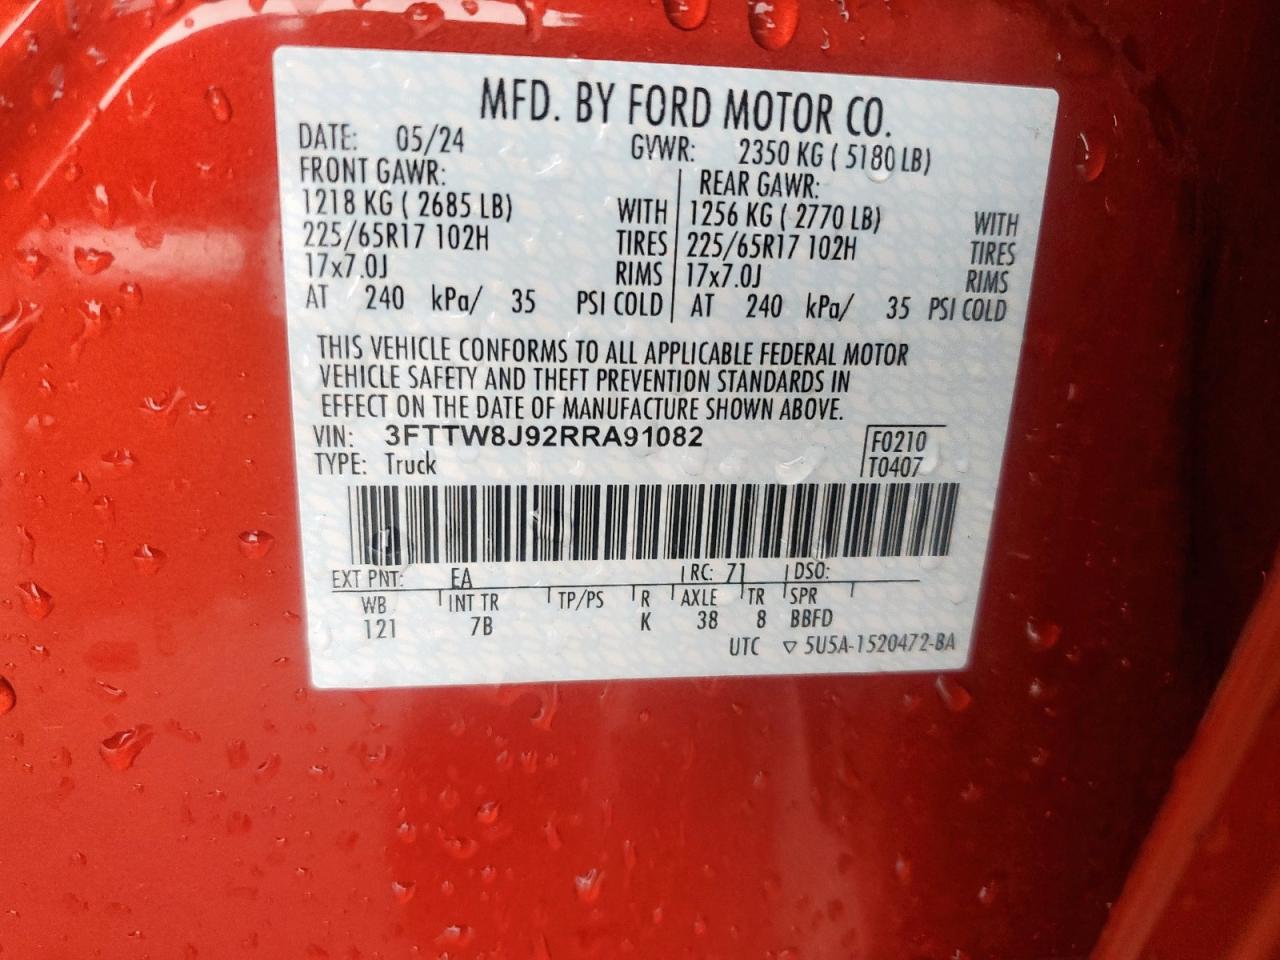 MFD. BY FORD MOTOR CO.
DATE: 05/24 GVWR: 2350 KG ( 5180 LB)
FRONT GAWR: REAR GAWR:
1218 KG ( 2685 LB) WITH 1256 KG ( 2770 LB) WITH
225/65R17 102H TIRES 225/65R17 102H TIRES
17x7.0J RIMS 17x7.0J RIMS
AT 240 kPa/ 35 PSI COLD AT 240 kPa/ 35 PSI COLD
THIS VEHICLE CONFORMS TO ALL APPLICABLE FEDERAL MOTOR
VEHICLE SAFETY AND THEFT PREVENTION STANDARDS IN
EFFECT ON THE DATE OF MANUFACTURE SHOWN ABOVE.
VIN: 3FTTW8J92RRA91082 F0210
TYPE: Truck T0407
EXT PNT: EA RC: 71 DSO:
WB INT TR TP/PS R AXLE TR SPR
121 7B K 38 8 BBFD
UTC ▽ 5U5A-1520472-BA